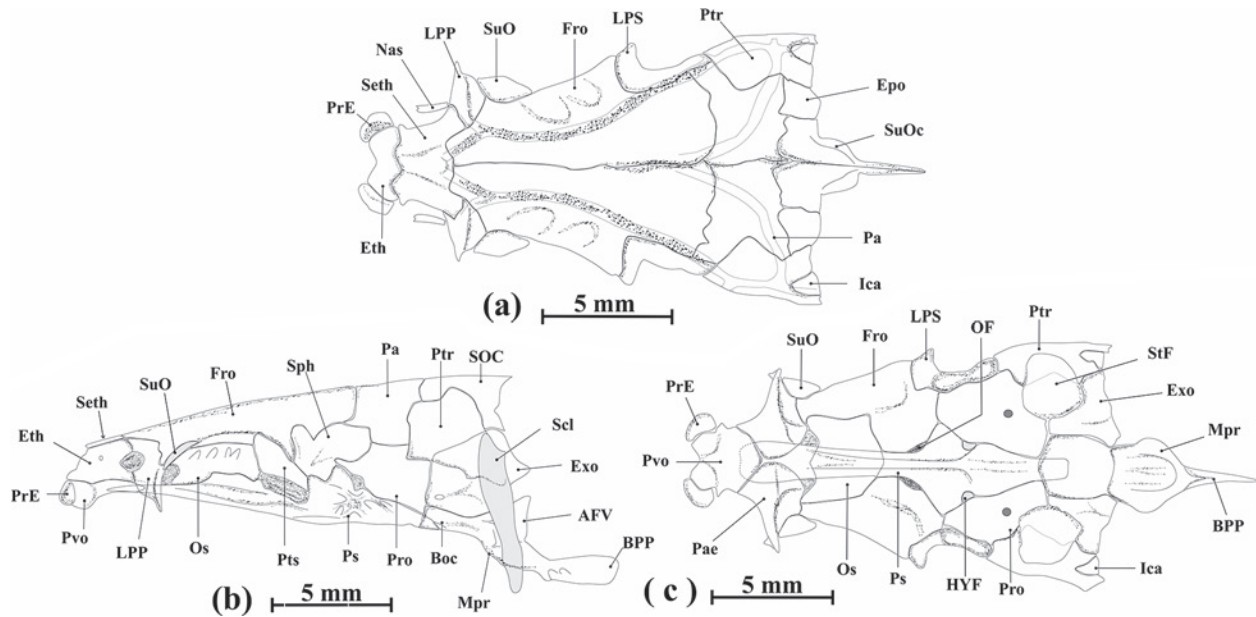 LPS
Ptr
LPP
SuO
Fro
Nas
Seth
PrE
Epo
SuOc
Eth
Pa
Ica
(a)
5 mm
Pa
Ptr
SOC
Sph
Fro
SuO
Seth
Eth
Scl
Exo
PrE
AFV
Pvo
LPP
Os
Pts
Ps
Pro
Boc
BPP
Mpr
(b)
5 mm
LPS
OF
Ptr
Fro
SuO
StF
PrE
Exo
Mpr
Pvo
BPP
Pae
Os
Ps
HYF
Pro
Ica
( c )
5 mm